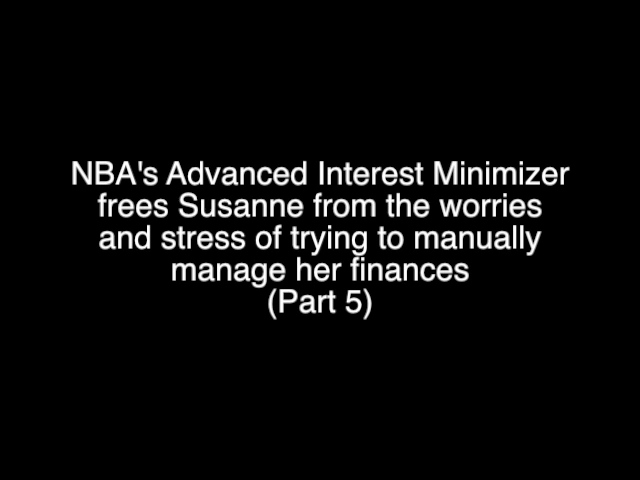 NBA's Advanced Interest Minimizer
frees Susanne from the worries
and stress of trying to manually
manage her finances
(Part 5)